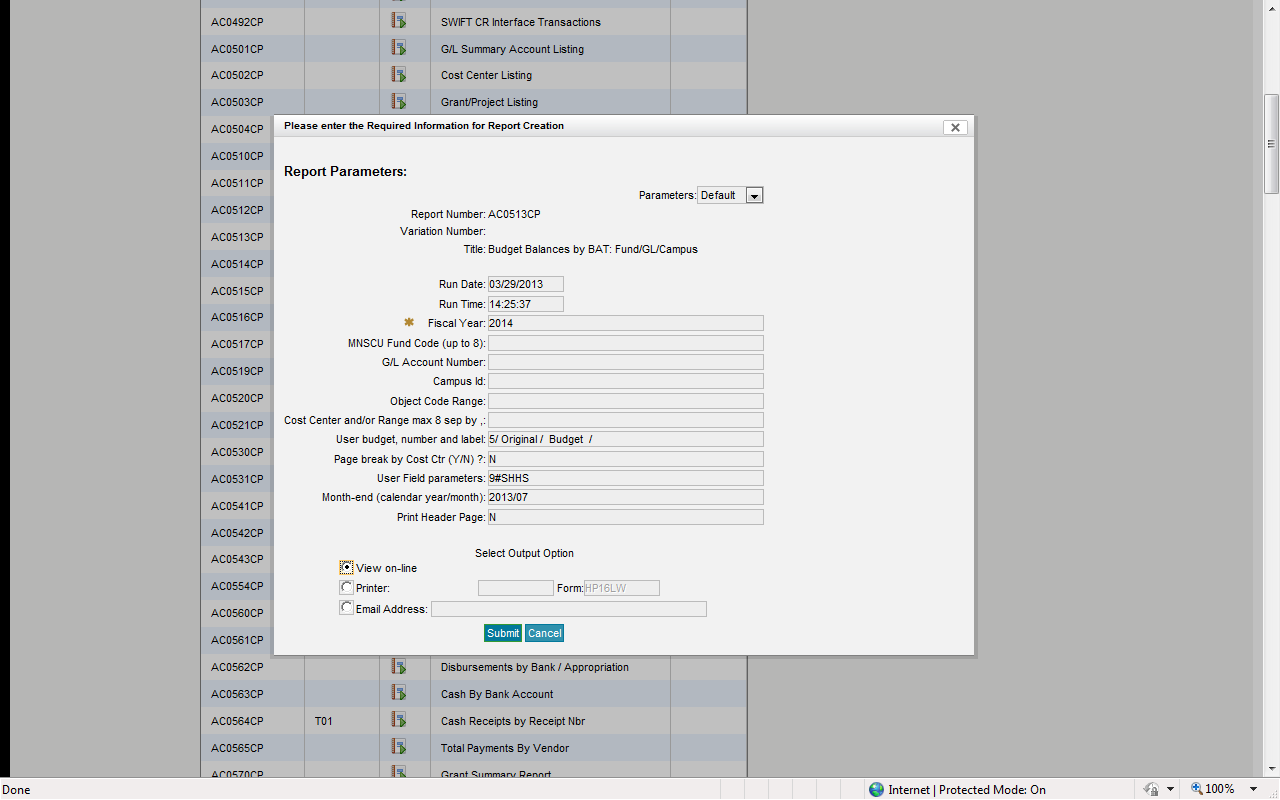 AC0492CP SWIFT CR Interface Transactions
AC0501CP G/L Summary Account Listing
AC0502CP Cost Center Listing
AC0503CP Grant/Project Listing
AC0504CP
AC0510CP
AC0511CP
AC0512CP
AC0513CP
AC0514CP
AC0515CP
AC0516CP
AC0517CP
AC0519CP
AC0520CP
AC0521CP
AC0530CP
AC0531CP
AC0541CP
AC0542CP
AC0543CP
AC0554CP
AC0560CP
AC0561CP
Please enter the Required Information for Report Creation
Report Parameters:
Parameters: Default
Report Number: AC0513CP
Variation Number:
Title: Budget Balances by BAT: Fund/GL/Campus
Run Date: 03/29/2013
Run Time: 14:25:37
Fiscal Year: 2014
MNSCU Fund Code (up to 8):
G/L Account Number:
Campus Id:
Object Code Range:
Cost Center and/or Range max 8 sep by ,:
User budget, number and label: 5/ Original / Budget /
Page break by Cost Ctr (Y/N) ?: N
User Field parameters: 9#SHHS
Month-end (calendar year/month): 2013/07
Print Header Page: N
Select Output Option
View on-line
Printer: Form: HP16LW
Email Address:
Submit Cancel
AC0562CP Disbursements by Bank / Appropriation
AC0563CP Cash By Bank Account
AC0564CP T01 Cash Receipts by Receipt Nbr
AC0565CP Total Payments By Vendor
AC0570CP Grant Summary Report
Done Internet | Protected Mode: On 100%